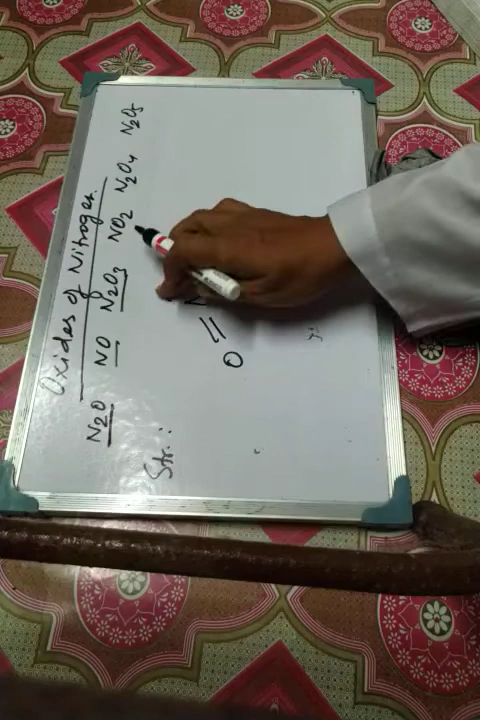 Oxides of Nitrogen.
N2O NO N2O3 NO2 N2O4 N2O5
Str. :
O = N